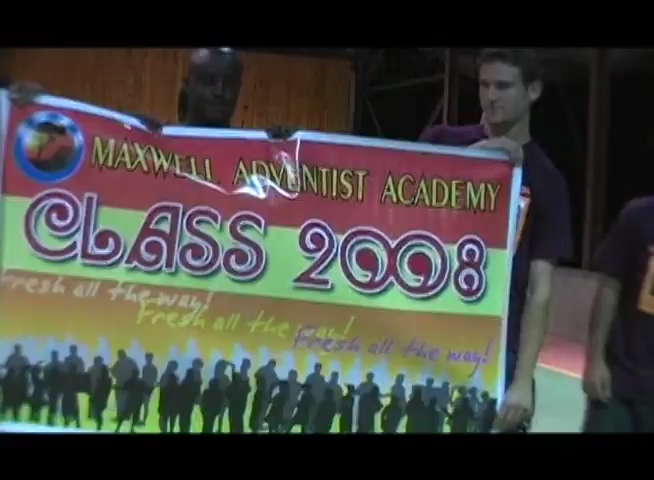 MAXWELL ADVENTIST ACADEMY
CLASS 2008
Fresh all the way!
Fresh all the way!
Fresh all the way!